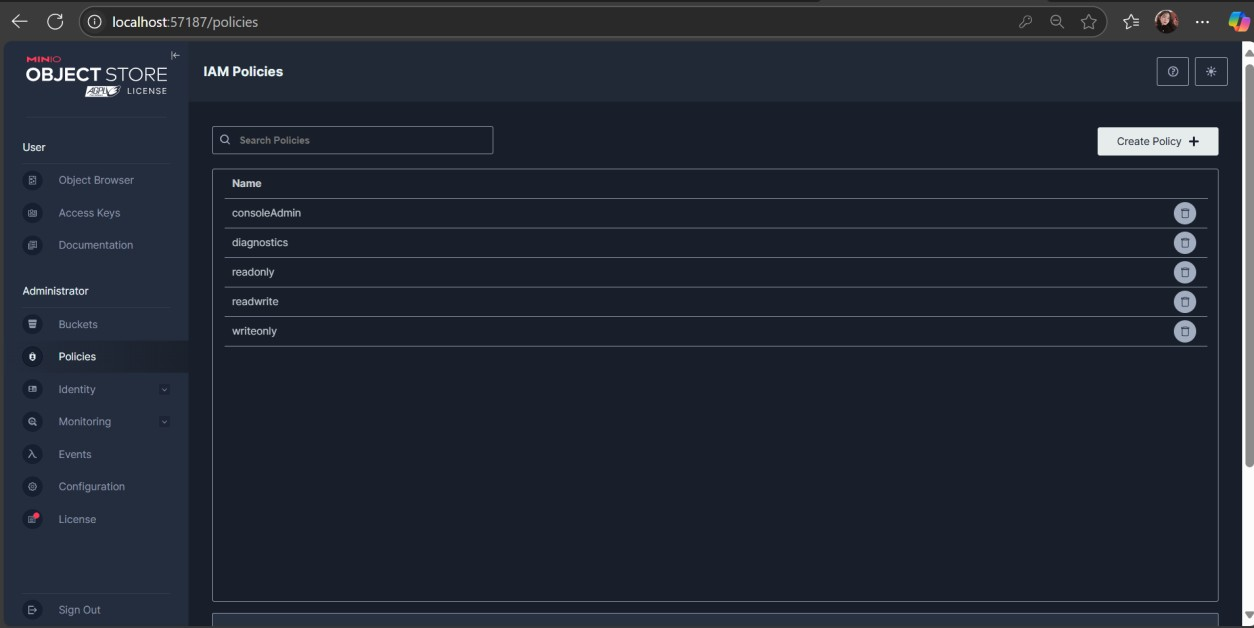 localhost:57187/policies
MINIO
OBJECT STORE
AGPLv3 LICENSE
IAM Policies
User
Object Browser
Access Keys
Documentation
Administrator
Buckets
Policies
Identity
Monitoring
Events
Configuration
License
Sign Out
Search Policies
Create Policy +
Name
consoleAdmin
diagnostics
readonly
readwrite
writeonly